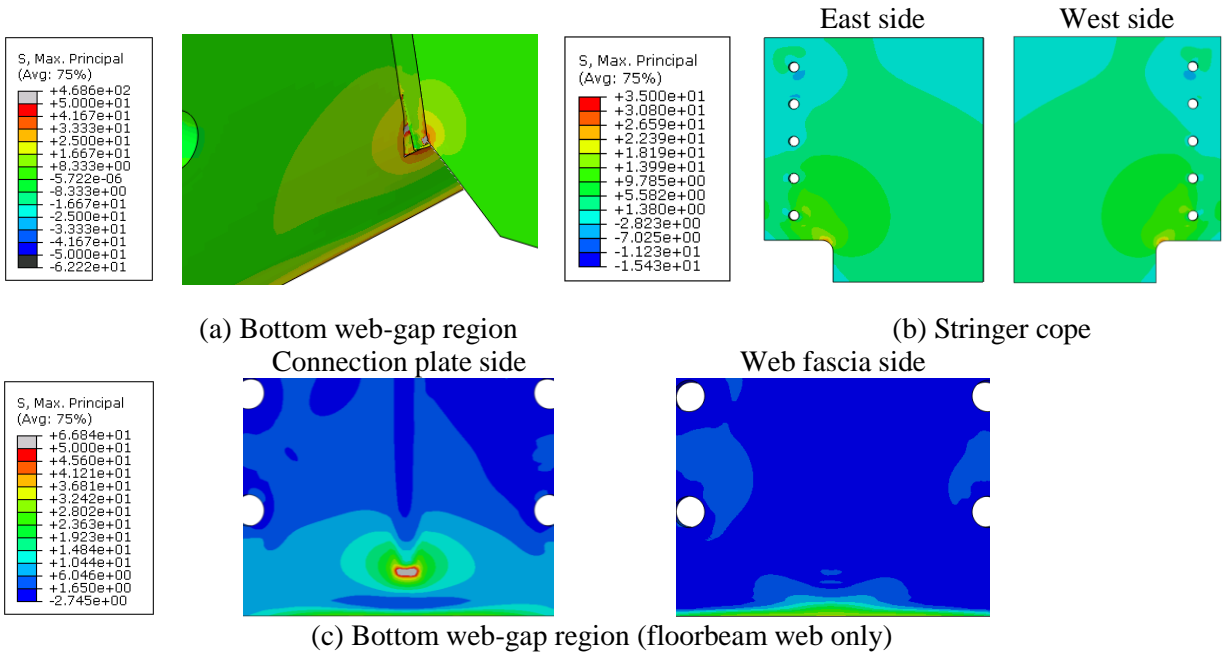 East side
West side
S, Max. Principal
(Avg: 75%)
+4.686e+02
+5.000e+01
+4.167e+01
+3.333e+01
+2.500e+01
+1.667e+01
+8.333e+00
-5.722e-06
-8.333e+00
-1.667e+01
-2.500e+01
-3.333e+01
-4.167e+01
-5.000e+01
-6.222e+01
S, Max. Principal
(Avg: 75%)
+3.500e+01
+3.080e+01
+2.659e+01
+2.239e+01
+1.819e+01
+1.399e+01
+9.785e+00
+5.582e+00
+1.380e+00
-2.823e+00
-7.025e+00
-1.123e+01
-1.543e+01
(a) Bottom web-gap region
(b) Stringer cope
Connection plate side
Web fascia side
S, Max. Principal
(Avg: 75%)
+6.684e+01
+5.000e+01
+4.560e+01
+4.121e+01
+3.681e+01
+3.242e+01
+2.802e+01
+2.363e+01
+1.923e+01
+1.484e+01
+1.044e+01
+6.046e+00
+1.650e+00
-2.745e+00
(c) Bottom web-gap region (floorbeam web only)